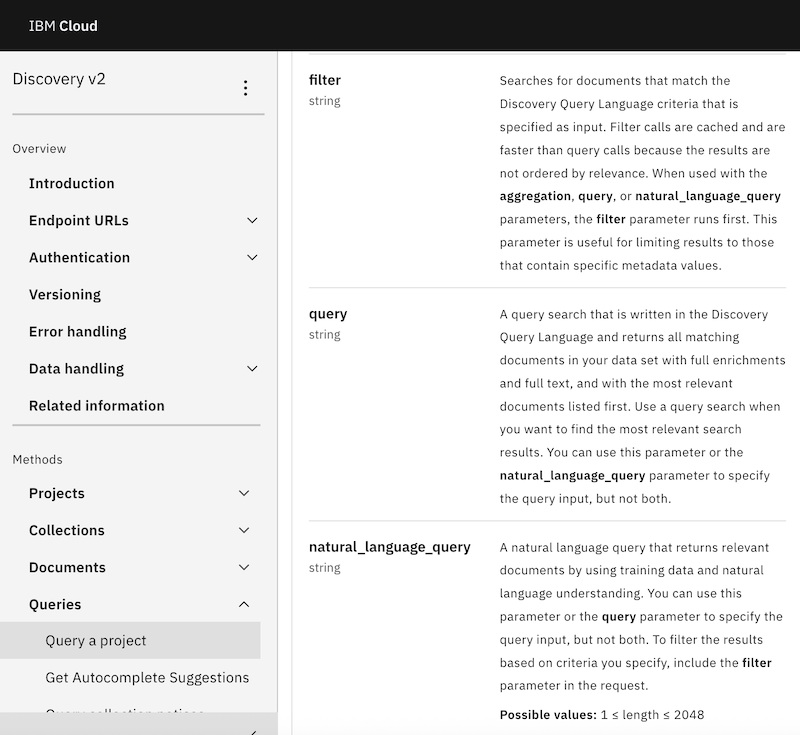 IBM Cloud
Discovery v2
Overview
Introduction
Endpoint URLs
Authentication
Versioning
Error handling
Data handling
Related information
Methods
Projects
Collections
Documents
Queries
Query a project
Get Autocomplete Suggestions
filter
string
Searches for documents that match the
Discovery Query Language criteria that is
specified as input. Filter calls are cached and are
faster than query calls because the results are
not ordered by relevance. When used with the
aggregation, query, or natural_language_query
parameters, the filter parameter runs first. This
parameter is useful for limiting results to those
that contain specific metadata values.
query
string
A query search that is written in the Discovery
Query Language and returns all matching
documents in your data set with full enrichments
and full text, and with the most relevant
documents listed first. Use a query search when
you want to find the most relevant search
results. You can use this parameter or the
natural_language_query parameter to specify
the query input, but not both.
natural_language_query
string
A natural language query that returns relevant
documents by using training data and natural
language understanding. You can use this
parameter or the query parameter to specify the
query input, but not both. To filter the results
based on criteria you specify, include the filter
parameter in the request.
Possible values: 1 ≤ length ≤ 2048